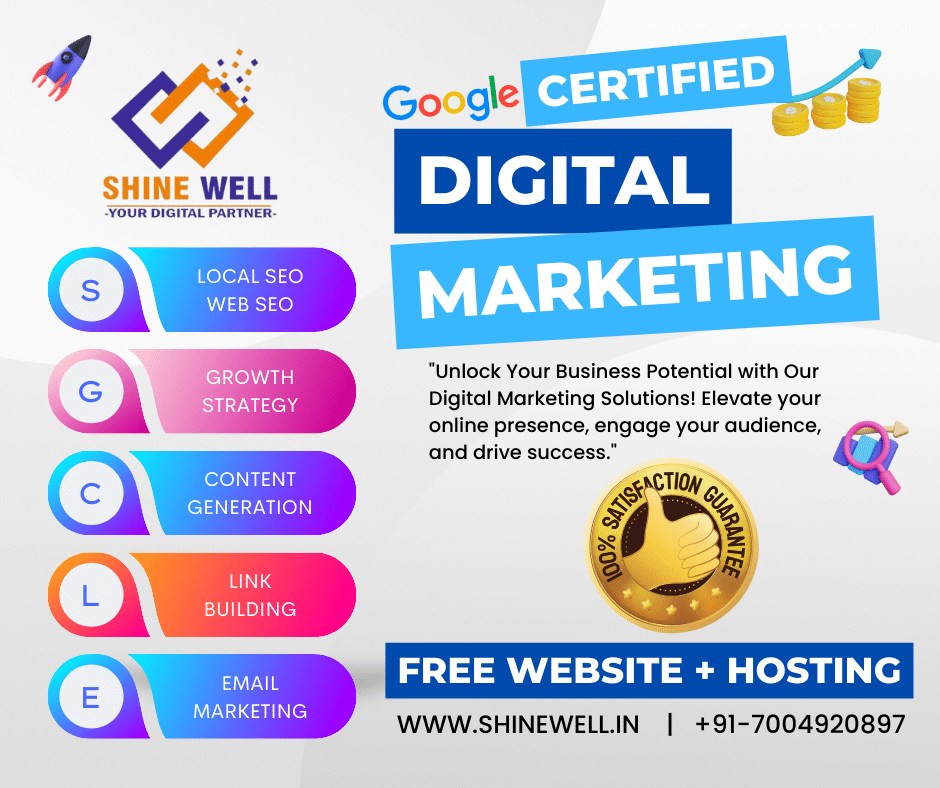 SHINE WELL
-YOUR DIGITAL PARTNER-
S
LOCAL SEO
WEB SEO
G
GROWTH
STRATEGY
C
CONTENT
GENERATION
L
LINK
BUILDING
E
EMAIL
MARKETING
Google CERTIFIED
DIGITAL
MARKETING
"Unlock Your Business Potential with Our
Digital Marketing Solutions! Elevate your
online presence, engage your audience,
and drive success."
100% SATISFACTION GUARANTEE
FREE WEBSITE + HOSTING
WWW.SHINEWELL.IN | +91-7004920897